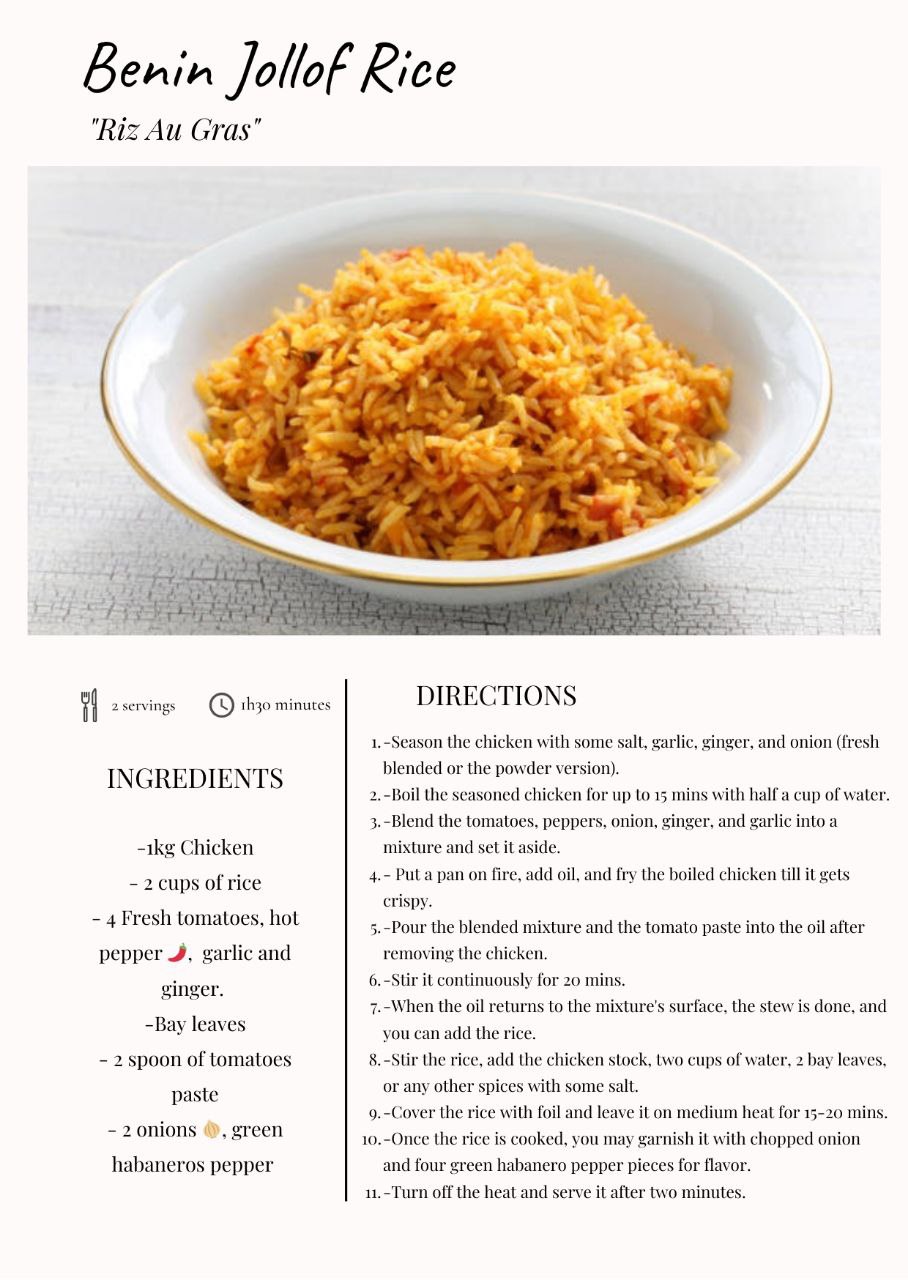 Benin Jollof Rice
"Riz Au Gras"
2 servings
1h30 minutes
INGREDIENTS
-1kg Chicken
- 2 cups of rice
- 4 Fresh tomatoes, hot
pepper 🌶️, garlic and
ginger.
-Bay leaves
- 2 spoon of tomatoes
paste
- 2 onions 🧅, green
habaneros pepper
DIRECTIONS
1. -Season the chicken with some salt, garlic, ginger, and onion (fresh
blended or the powder version).
2. -Boil the seasoned chicken for up to 15 mins with half a cup of water.
3. -Blend the tomatoes, peppers, onion, ginger, and garlic into a
mixture and set it aside.
4. - Put a pan on fire, add oil, and fry the boiled chicken till it gets
crispy.
5. -Pour the blended mixture and the tomato paste into the oil after
removing the chicken.
6. -Stir it continuously for 20 mins.
7. -When the oil returns to the mixture's surface, the stew is done, and
you can add the rice.
8. -Stir the rice, add the chicken stock, two cups of water, 2 bay leaves,
or any other spices with some salt.
9. -Cover the rice with foil and leave it on medium heat for 15-20 mins.
10. -Once the rice is cooked, you may garnish it with chopped onion
and four green habanero pepper pieces for flavor.
11. -Turn off the heat and serve it after two minutes.